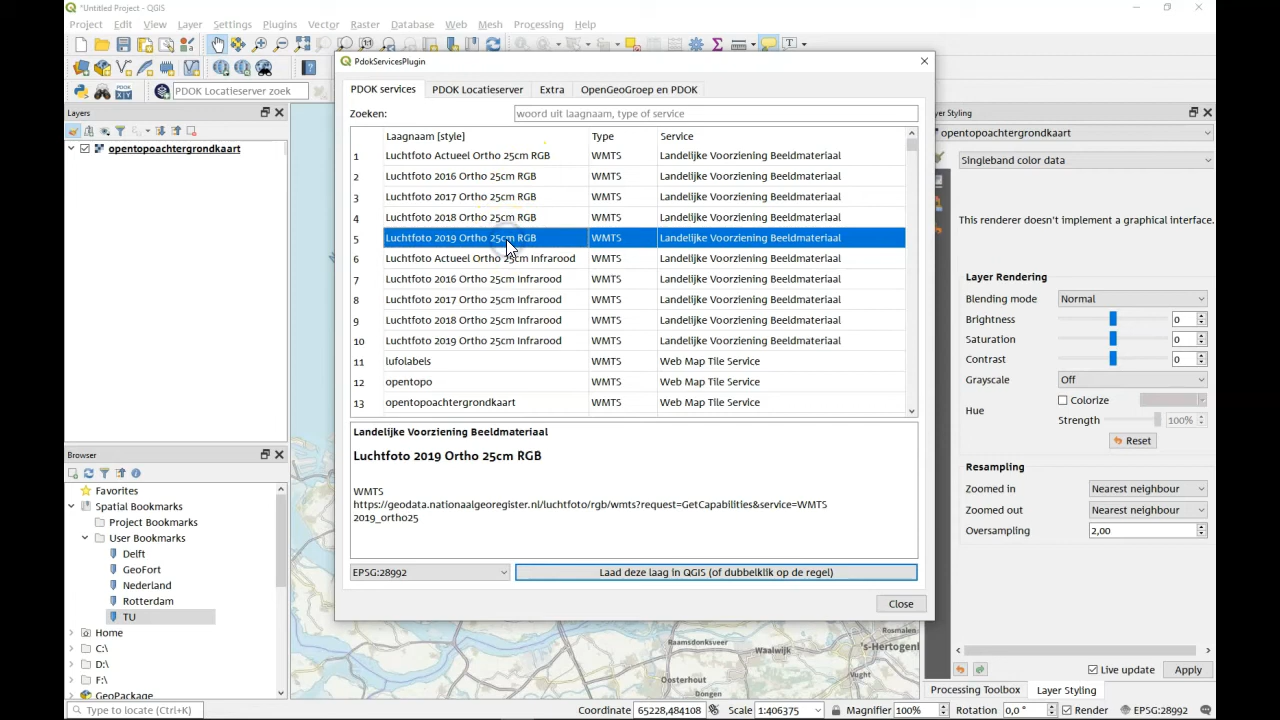 *Untitled Project - QGIS
Project Edit View Layer Settings Plugins Vector Raster Database Web Mesh Processing Help
PDOK Locatieserver zoek
Layers
opentopoachtergrondkaart
Browser
Favorites
Spatial Bookmarks
Project Bookmarks
User Bookmarks
Delft
GeoFort
Nederland
Rotterdam
TU
Home
C:\
D:\
F:\
GeoPackage
PdokServicesPlugin
PDOK services PDOK Locatieserver Extra OpenGeoGroep en PDOK
Zoeken: woord uit laagnaam, type of service
Laagnaam [style] Type Service
1 Luchtfoto Actueel Ortho 25cm RGB WMTS Landelijke Voorziening Beeldmateriaal
2 Luchtfoto 2016 Ortho 25cm RGB WMTS Landelijke Voorziening Beeldmateriaal
3 Luchtfoto 2017 Ortho 25cm RGB WMTS Landelijke Voorziening Beeldmateriaal
4 Luchtfoto 2018 Ortho 25cm RGB WMTS Landelijke Voorziening Beeldmateriaal
5 Luchtfoto 2019 Ortho 25cm RGB WMTS Landelijke Voorziening Beeldmateriaal
6 Luchtfoto Actueel Ortho 25cm Infrarood WMTS Landelijke Voorziening Beeldmateriaal
7 Luchtfoto 2016 Ortho 25cm Infrarood WMTS Landelijke Voorziening Beeldmateriaal
8 Luchtfoto 2017 Ortho 25cm Infrarood WMTS Landelijke Voorziening Beeldmateriaal
9 Luchtfoto 2018 Ortho 25cm Infrarood WMTS Landelijke Voorziening Beeldmateriaal
10 Luchtfoto 2019 Ortho 25cm Infrarood WMTS Landelijke Voorziening Beeldmateriaal
11 lufolabels WMTS Web Map Tile Service
12 opentopo WMTS Web Map Tile Service
13 opentopoachtergrondkaart WMTS Web Map Tile Service
Landelijke Voorziening Beeldmateriaal
Luchtfoto 2019 Ortho 25cm RGB
WMTS
https://geodata.nationaalgeoregister.nl/luchtfoto/rgb/wmts?request=GetCapabilities&service=WMTS
2019_ortho25
EPSG:28992 Laad deze laag in QGIS (of dubbelklik op de regel)
Close
Raamsdonksveer
Waalwijk
Oosterhout
Dongen
Rosmalen
's-Hertogenl
Vught
yer Styling
opentopoachtergrondkaart
Singleband color data
This renderer doesn't implement a graphical interface.
Layer Rendering
Blending mode Normal
Brightness 0
Saturation 0
Contrast 0
Grayscale Off
Hue Colorize
Strength 100%
Reset
Resampling
Zoomed in Nearest neighbour
Zoomed out Nearest neighbour
Oversampling 2,00
Live update Apply
Processing Toolbox Layer Styling
Type to locate (Ctrl+K) Coordinate 65228,484108 Scale 1:406375 Magnifier 100% Rotation 0,0 ° Render EPSG:28992